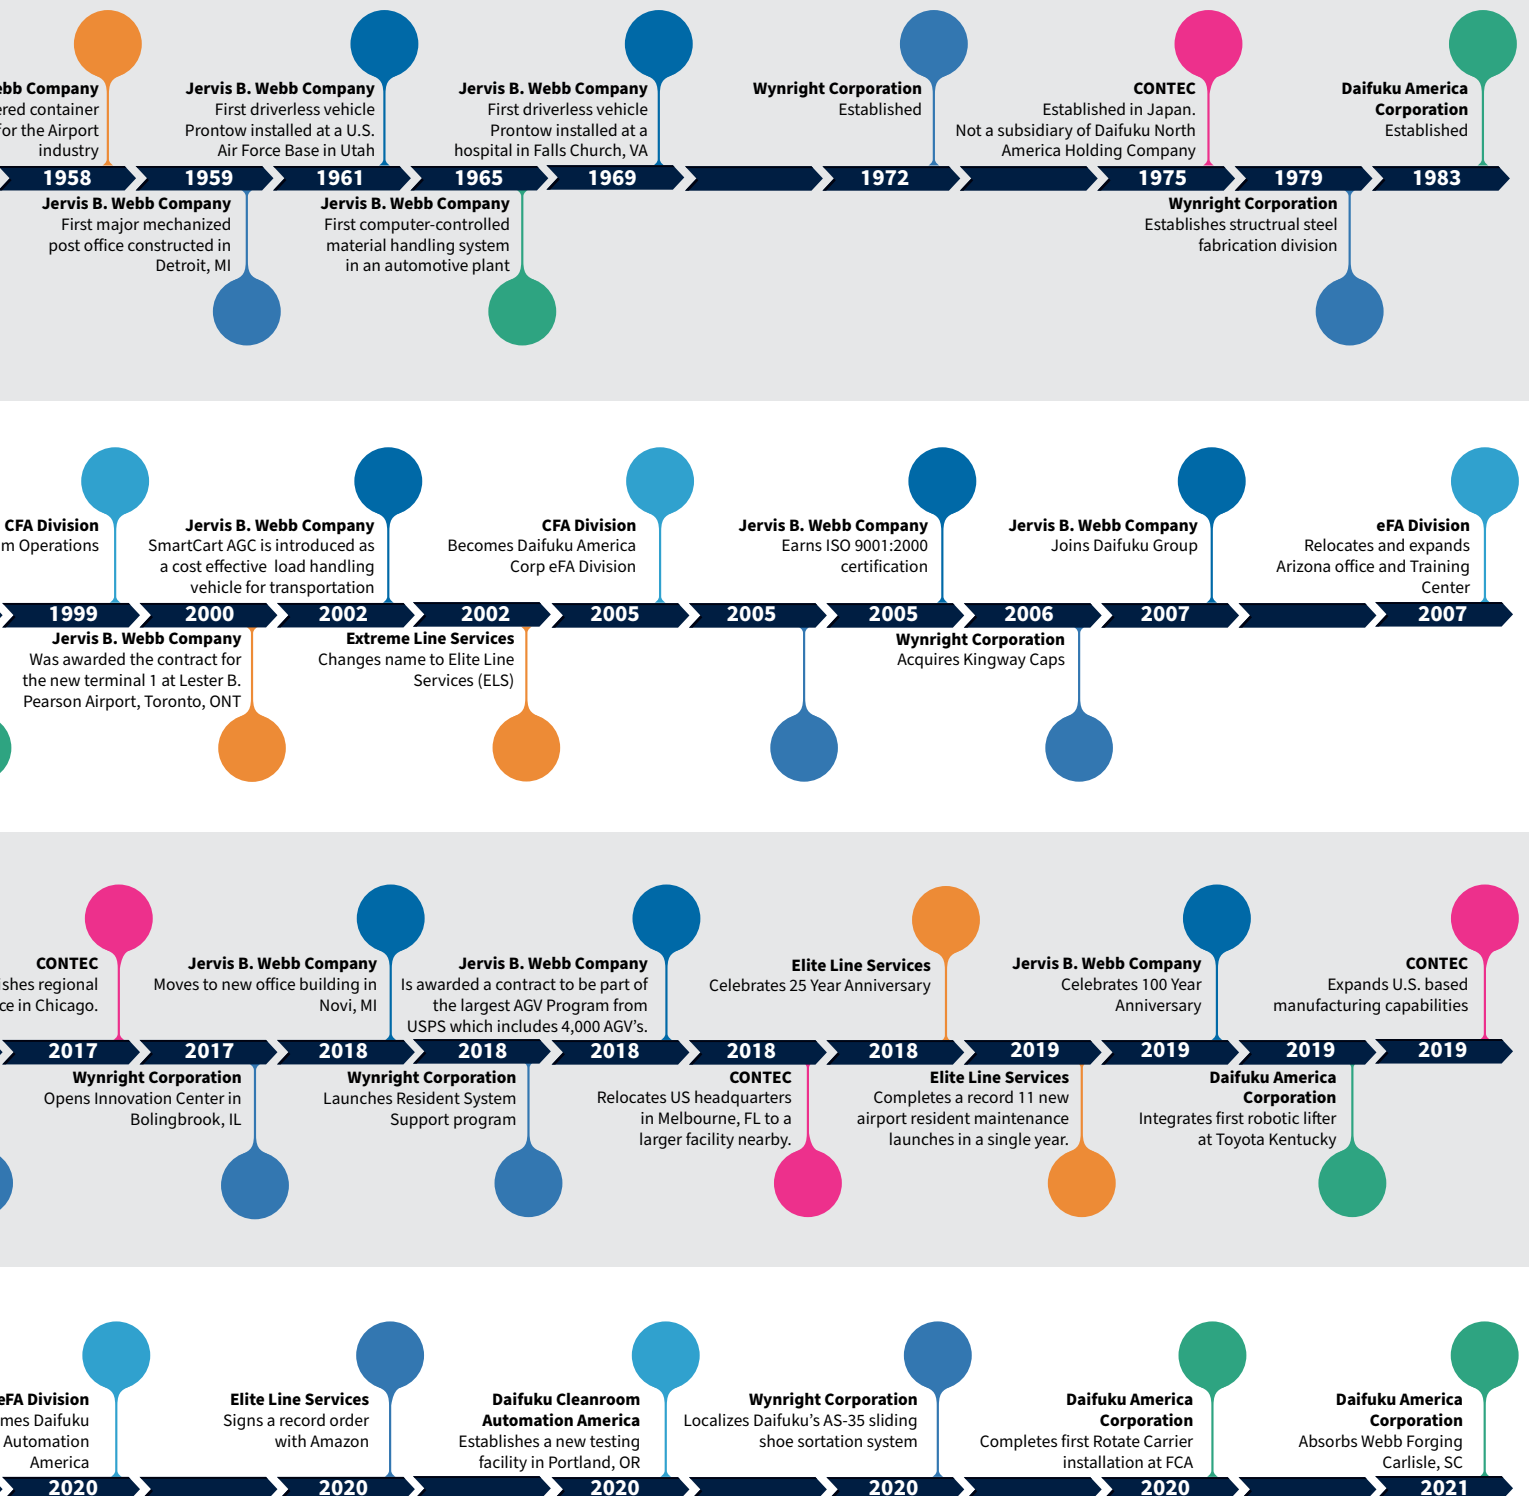 ebb Company
ered container
for the Airport
industry
Jervis B. Webb Company
First driverless vehicle
Prontow installed at a U.S.
Air Force Base in Utah
Jervis B. Webb Company
First driverless vehicle
Prontow installed at a
hospital in Falls Church, VA
Wynright Corporation
Established
CONTEC
Established in Japan.
Not a subsidiary of Daifuku North
America Holding Company
Daifuku America
Corporation
Established
1958 1959 1961 1965 1969 1972 1975 1979 1983
Jervis B. Webb Company
First major mechanized
post office constructed in
Detroit, MI
Jervis B. Webb Company
First computer-controlled
material handling system
in an automotive plant
Wynright Corporation
Establishes structrual steel
fabrication division
CFA Division
m Operations
Jervis B. Webb Company
SmartCart AGC is introduced as
a cost effective load handling
vehicle for transportation
CFA Division
Becomes Daifuku America
Corp eFA Division
Jervis B. Webb Company
Earns ISO 9001:2000
certification
Jervis B. Webb Company
Joins Daifuku Group
eFA Division
Relocates and expands
Arizona office and Training
Center
1999 2000 2002 2002 2005 2005 2005 2006 2007 2007
Jervis B. Webb Company
Was awarded the contract for
the new terminal 1 at Lester B.
Pearson Airport, Toronto, ONT
Extreme Line Services
Changes name to Elite Line
Services (ELS)
Wynright Corporation
Acquires Kingway Caps
CONTEC
ishes regional
ce in Chicago.
Jervis B. Webb Company
Moves to new office building in
Novi, MI
Jervis B. Webb Company
Is awarded a contract to be part of
the largest AGV Program from
USPS which includes 4,000 AGV's.
Elite Line Services
Celebrates 25 Year Anniversary
Jervis B. Webb Company
Celebrates 100 Year
Anniversary
CONTEC
Expands U.S. based
manufacturing capabilities
2017 2017 2018 2018 2018 2018 2018 2019 2019 2019 2019
Wynright Corporation
Opens Innovation Center in
Bolingbrook, IL
Wynright Corporation
Launches Resident System
Support program
CONTEC
Relocates US headquarters
in Melbourne, FL to a
larger facility nearby.
Elite Line Services
Completes a record 11 new
airport resident maintenance
launches in a single year.
Daifuku America
Corporation
Integrates first robotic lifter
at Toyota Kentucky
eFA Division
mes Daifuku
Automation
America
Elite Line Services
Signs a record order
with Amazon
Daifuku Cleanroom
Automation America
Establishes a new testing
facility in Portland, OR
Wynright Corporation
Localizes Daifuku's AS-35 sliding
shoe sortation system
Daifuku America
Corporation
Completes first Rotate Carrier
installation at FCA
Daifuku America
Corporation
Absorbs Webb Forging
Carlisle, SC
2020 2020 2020 2020 2020 2021